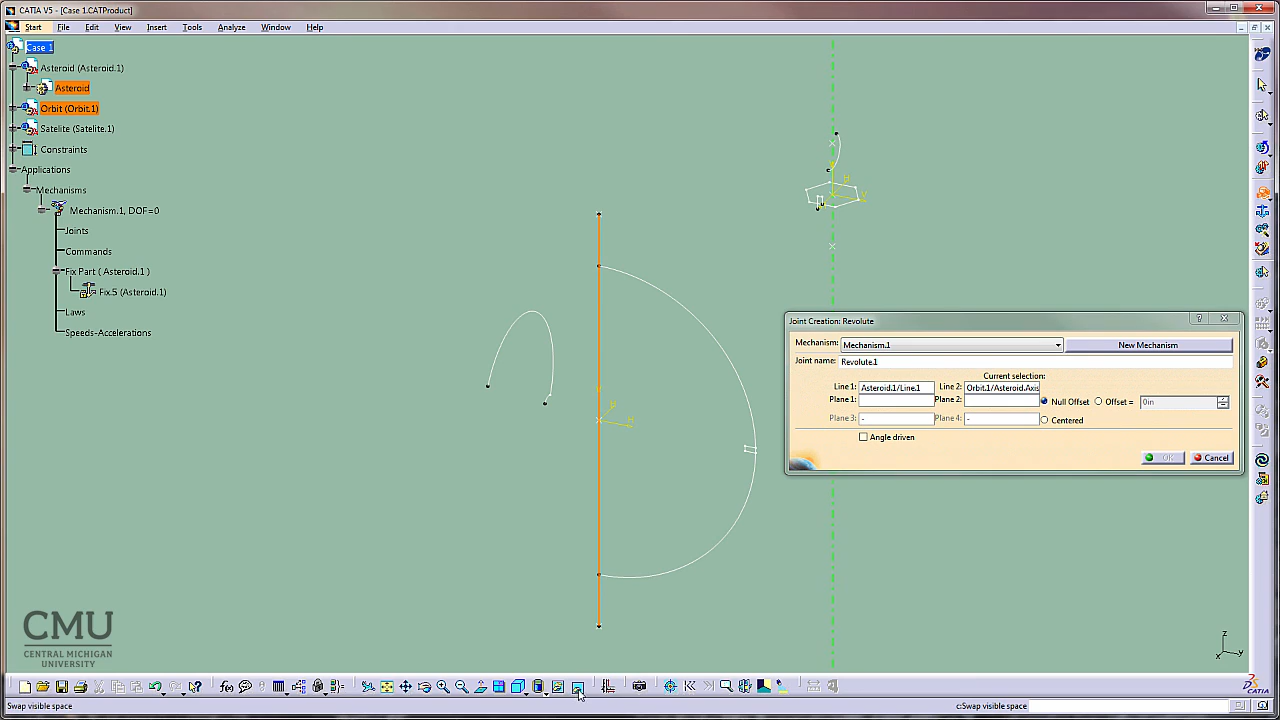 CATIA V5 - [Case 1.CATProduct]
Start File Edit View Insert Tools Analyze Window Help
Case 1
Asteroid (Asteroid.1)
Asteroid
Orbit (Orbit.1)
Satelite (Satelite.1)
Constraints
Applications
Mechanisms
Mechanism.1, DOF=0
Joints
Commands
Fix Part ( Asteroid.1 )
Fix.5 (Asteroid.1)
Laws
Speeds-Accelerations
H
V
H
Joint Creation: Revolute
Mechanism: Mechanism.1 New Mechanism
Joint name: Revolute.1
Current selection:
Line 1: Asteroid.1/Line.1 Line 2: Orbit.1/Asteroid.Axis
Plane 1: Plane 2: Null Offset Offset = 0in
Plane 3: - Plane 4: - Centered
Angle driven
OK Cancel
CMU
CENTRAL MICHIGAN
UNIVERSITY
z
x y
f(x)
CATIA
Swap visible space c:Swap visible space